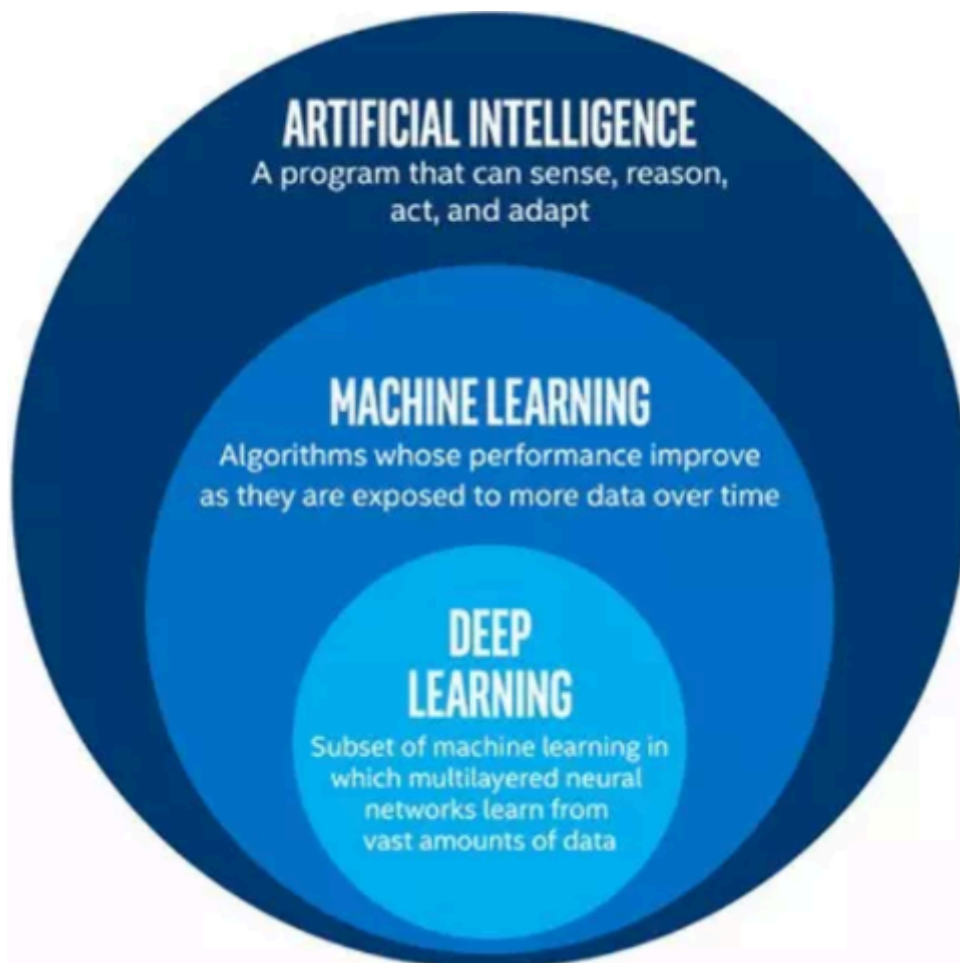 ARTIFICIAL INTELLIGENCE
A program that can sense, reason,
act, and adapt
MACHINE LEARNING
Algorithms whose performance improve
as they are exposed to more data over time
DEEP
LEARNING
Subset of machine learning in
which multilayered neural
networks learn from
vast amounts of data